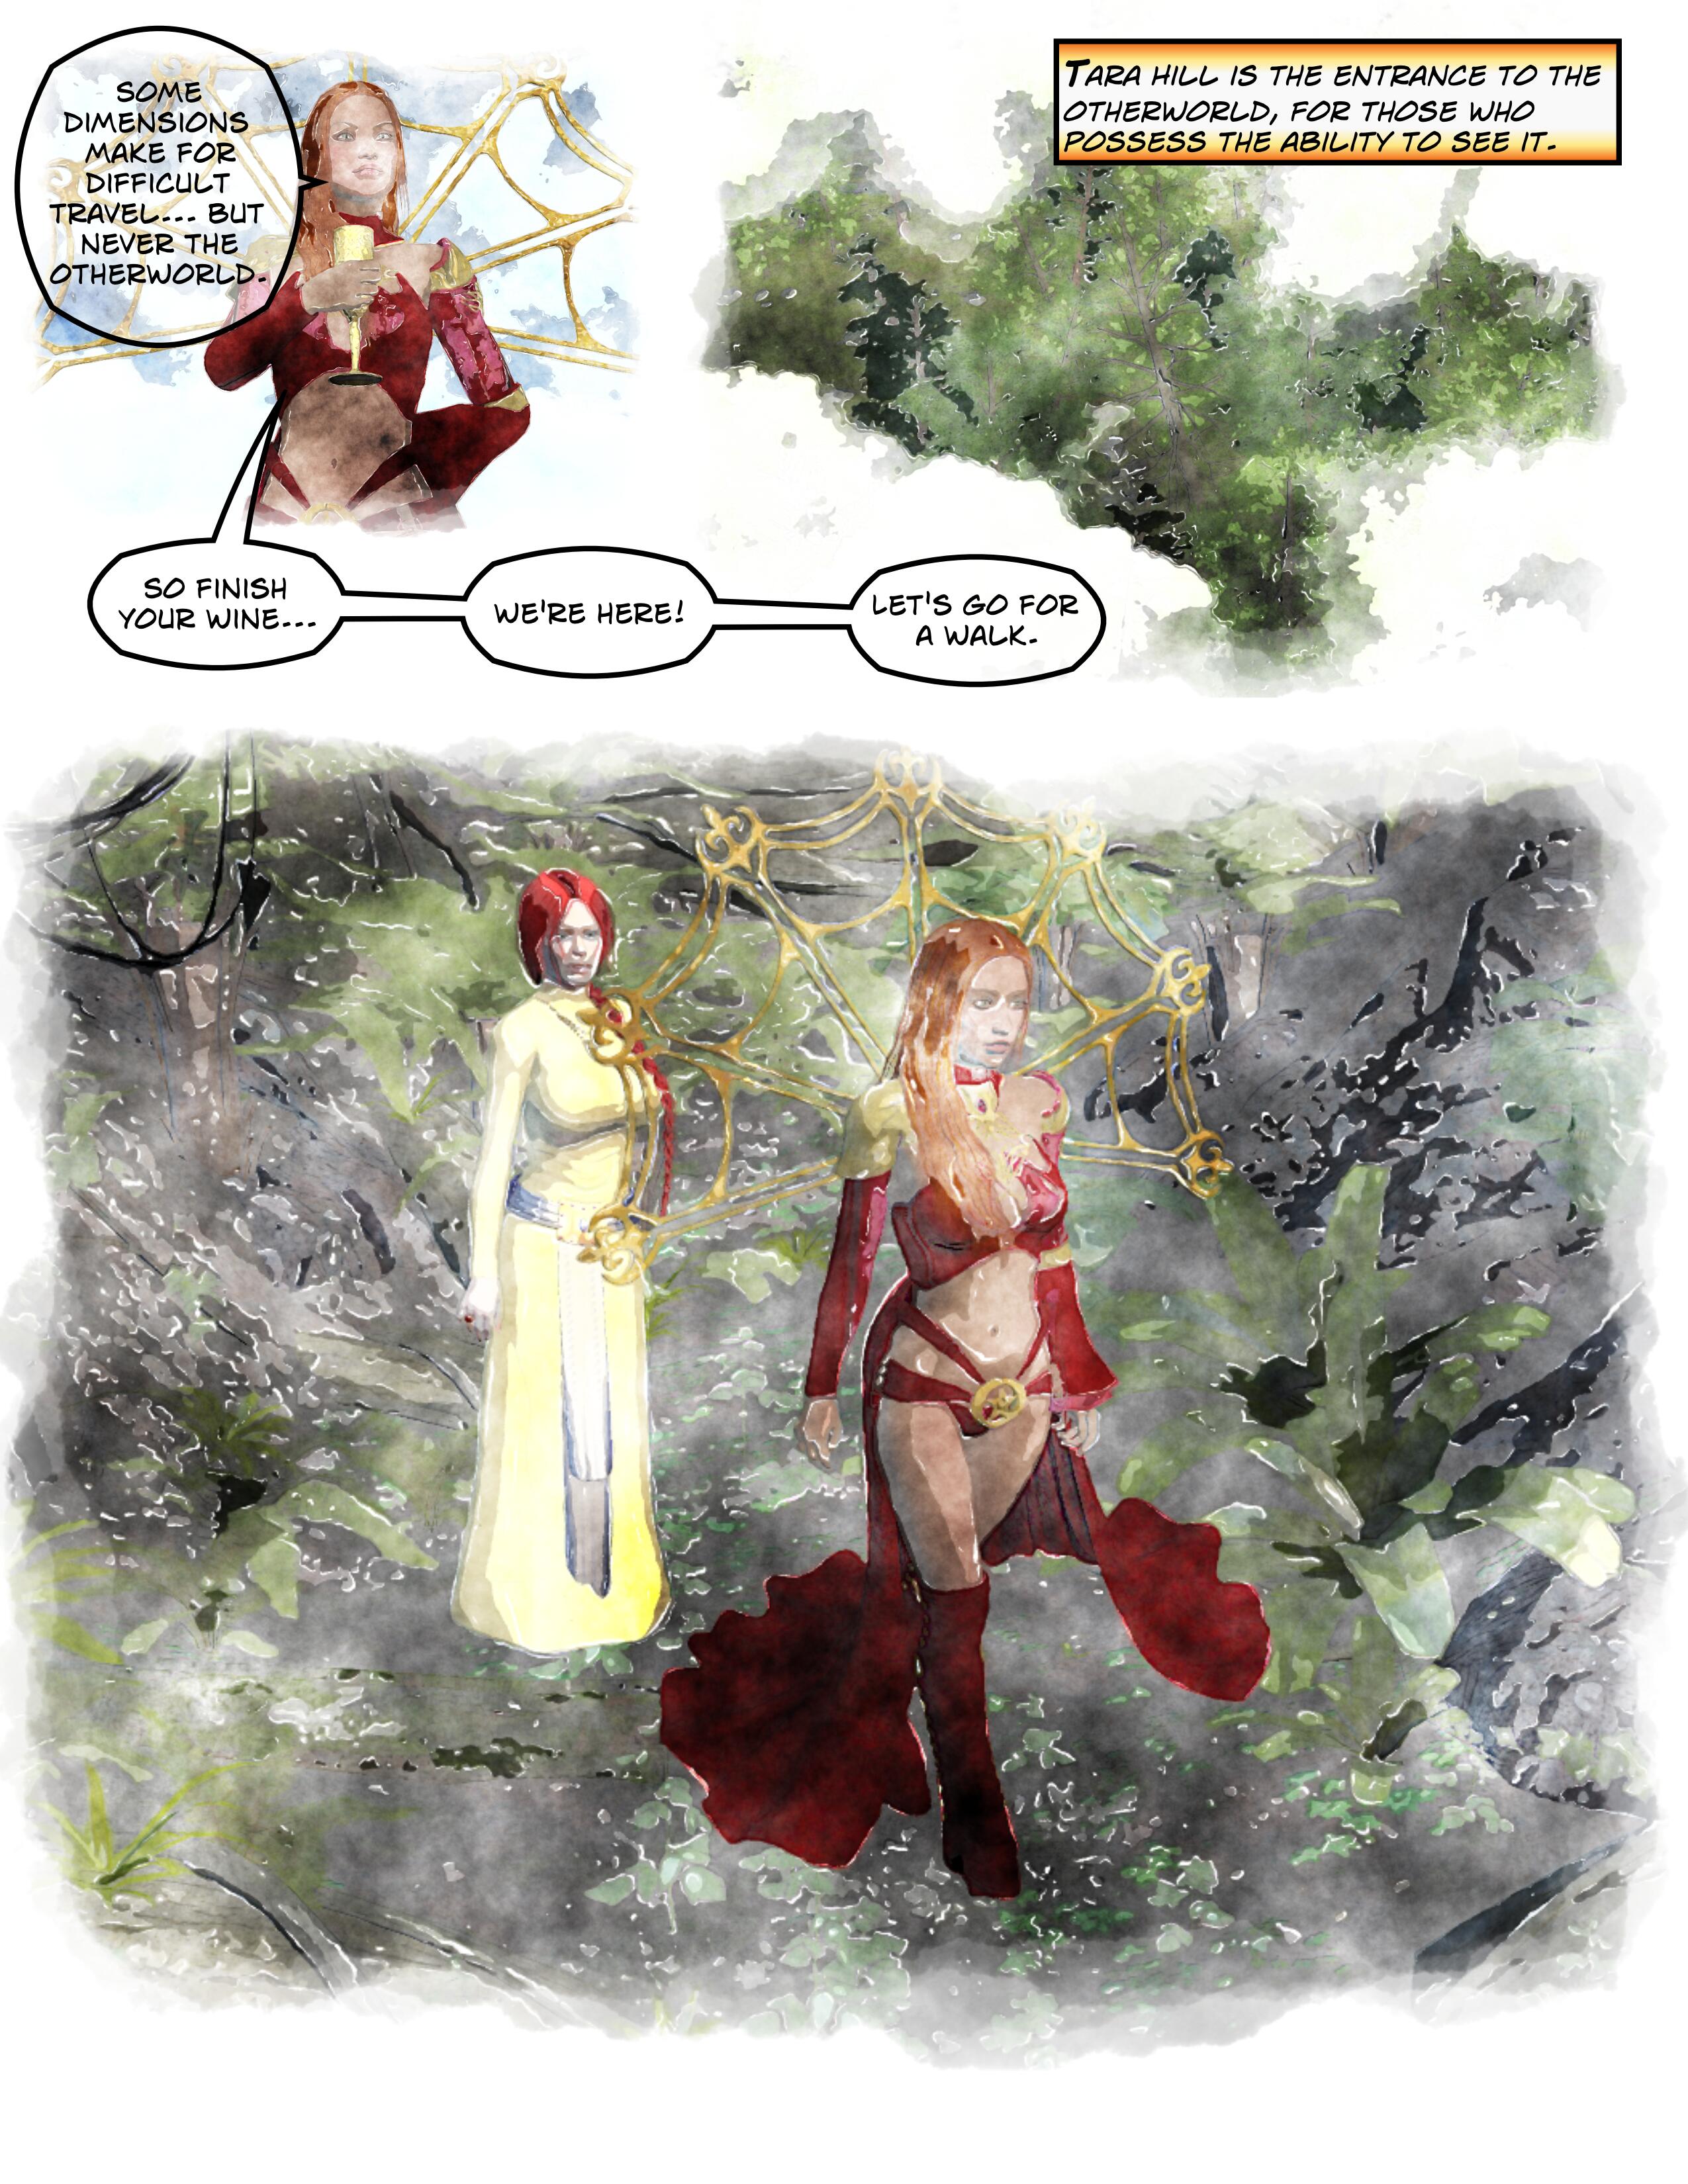 SOME
DIMENSIONS
MAKE FOR
DIFFICULT
TRAVEL... BUT
NEVER THE
OTHERWORLD.
TARA HILL IS THE ENTRANCE TO THE
OTHERWORLD, FOR THOSE WHO
POSSESS THE ABILITY TO SEE IT.
SO FINISH
YOUR WINE...
WE'RE HERE!
LET'S GO FOR
A WALK.